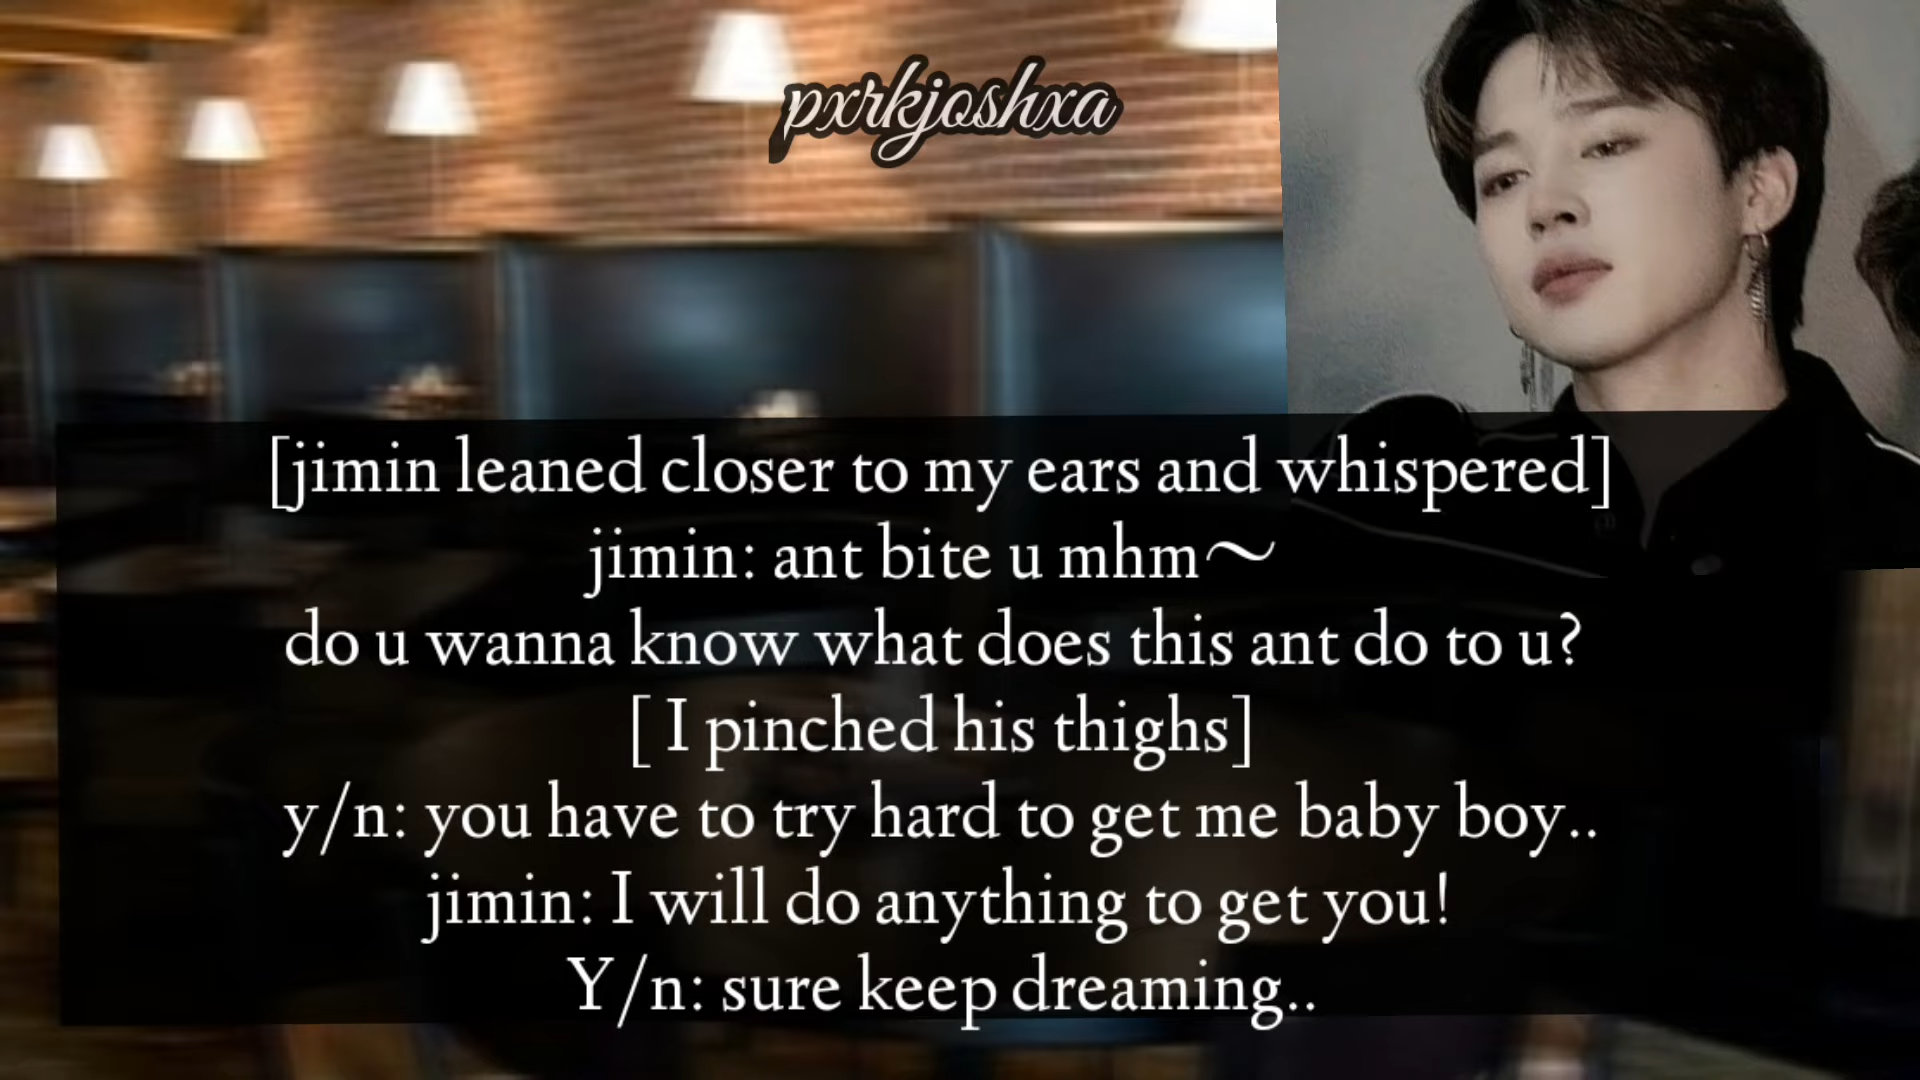 pxrkjoshxa
[jimin leaned closer to my ears and whispered]
jimin: ant bite u mhm~
do u wanna know what does this ant do to u?
[ I pinched his thighs]
y/n: you have to try hard to get me baby boy..
jimin: I will do anything to get you!
Y/n: sure keep dreaming..